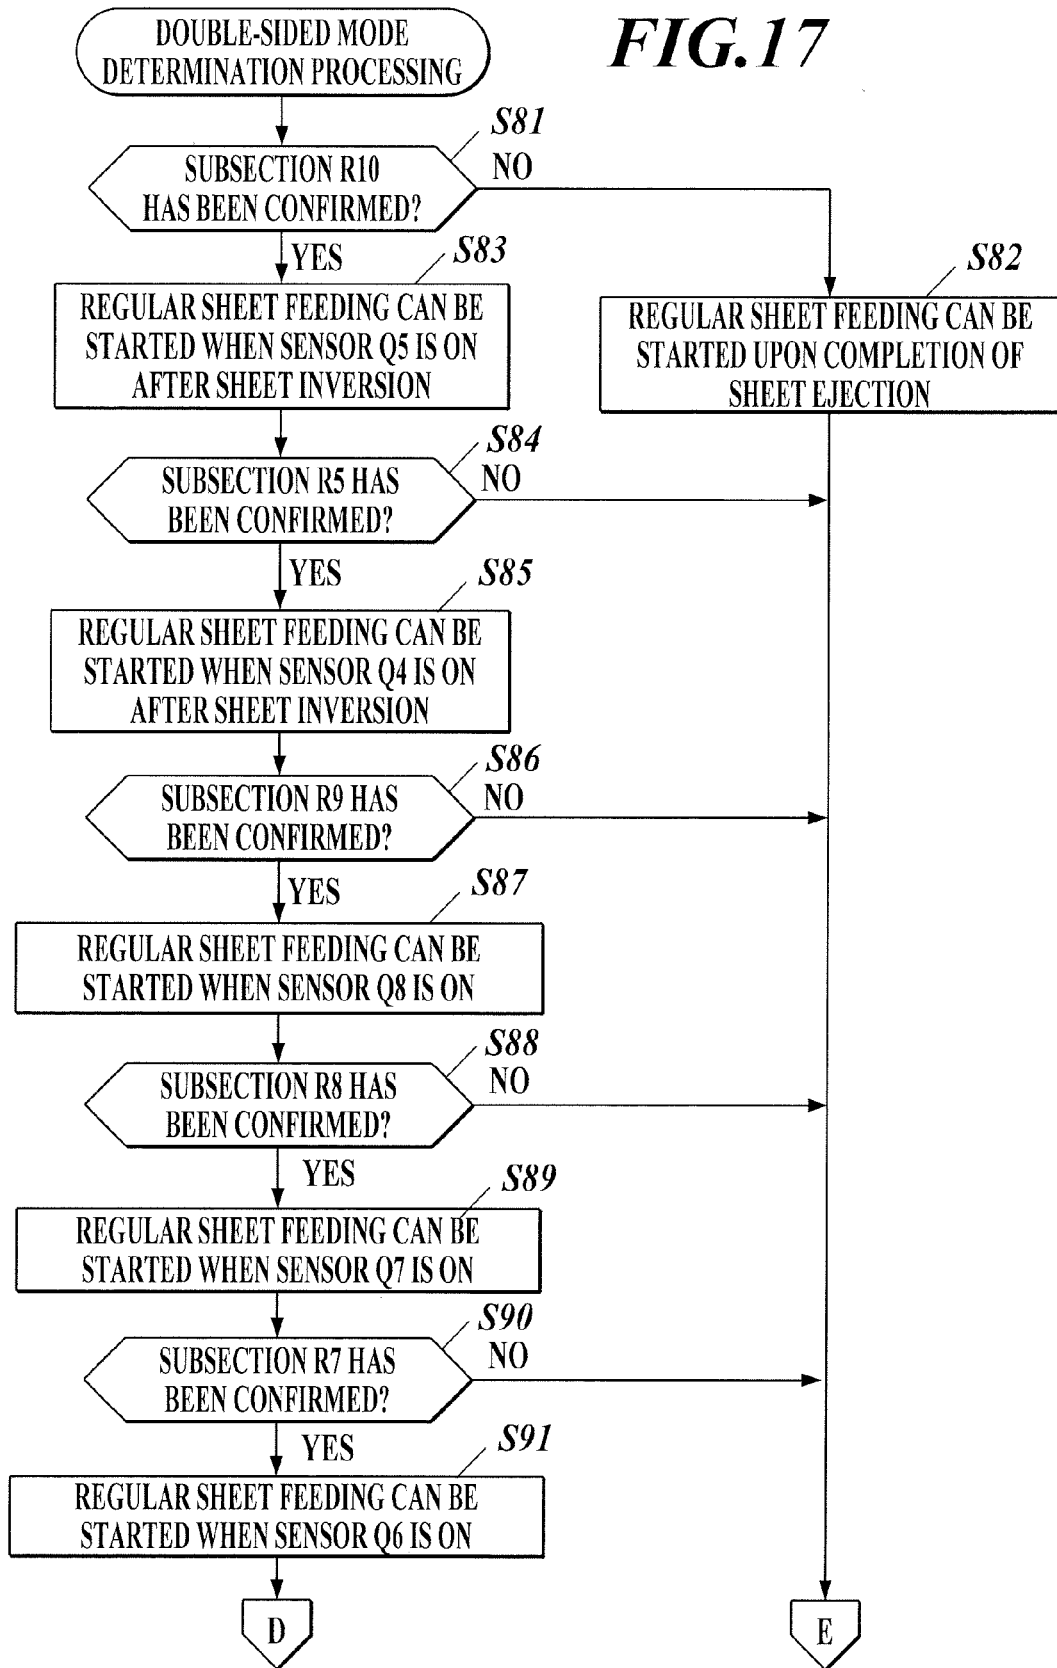 FIG.17
DOUBLE-SIDED MODE
DETERMINATION PROCESSING
S81
SUBSECTION R10
HAS BEEN CONFIRMED?
NO
YES
S82
REGULAR SHEET FEEDING CAN BE
STARTED UPON COMPLETION OF
SHEET EJECTION
S83
REGULAR SHEET FEEDING CAN BE
STARTED WHEN SENSOR Q5 IS ON
AFTER SHEET INVERSION
S84
SUBSECTION R5 HAS
BEEN CONFIRMED?
NO
YES
S85
REGULAR SHEET FEEDING CAN BE
STARTED WHEN SENSOR Q4 IS ON
AFTER SHEET INVERSION
S86
SUBSECTION R9 HAS
BEEN CONFIRMED?
NO
YES
S87
REGULAR SHEET FEEDING CAN BE
STARTED WHEN SENSOR Q8 IS ON
S88
SUBSECTION R8 HAS
BEEN CONFIRMED?
NO
YES
S89
REGULAR SHEET FEEDING CAN BE
STARTED WHEN SENSOR Q7 IS ON
S90
SUBSECTION R7 HAS
BEEN CONFIRMED?
NO
YES
S91
REGULAR SHEET FEEDING CAN BE
STARTED WHEN SENSOR Q6 IS ON
D
E